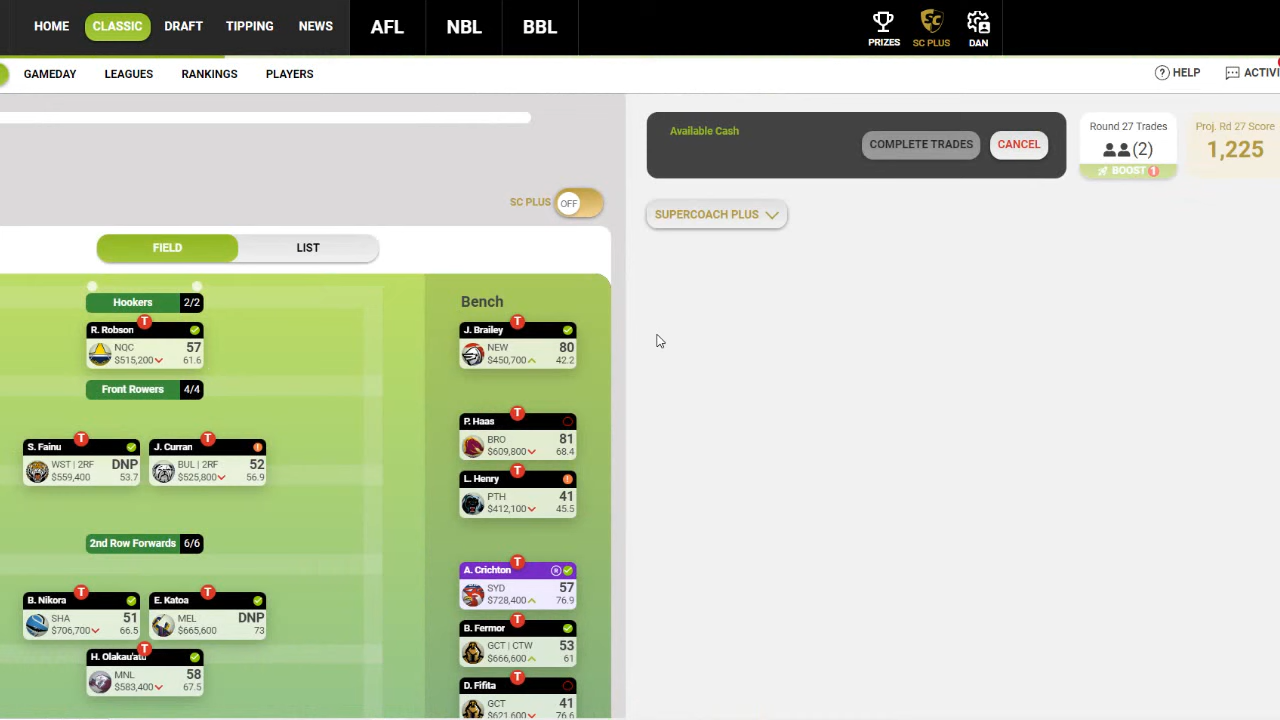 HOME CLASSIC DRAFT TIPPING NEWS AFL NBL BBL PRIZES SC PLUS DAN
GAMEDAY LEAGUES RANKINGS PLAYERS ? HELP ACTIVI
Available Cash
COMPLETE TRADES CANCEL
Round 27 Trades
(2)
BOOST 1
Proj. Rd 27 Score
1,225
SC PLUS OFF
SUPERCOACH PLUS
FIELD LIST
Hookers 2/2
T
R. Robson
NQC 57
$515,200 61.6
Front Rowers 4/4
T
S. Fainu
WST | 2RF DNP
$559,400 53.7
T
J. Curran
BUL | 2RF 52
$525,800 56.9
2nd Row Forwards 6/6
T
B. Nikora
SHA 51
$706,700 66.5
T
E. Katoa
MEL DNP
$665,600 73
T
H. Olakau'atu
MNL 58
$583,400 67.5
Bench
T
J. Brailey
NEW 80
$450,700 42.2
T
P. Haas
BRO 81
$609,800 68.4
T
L. Henry
PTH 41
$412,100 45.5
T
A. Crichton
SYD 57
$728,400 76.9
T
B. Fermor
GCT | CTW 53
$666,600 61
T
D. Fifita
GCT 41
$621,600 76.6